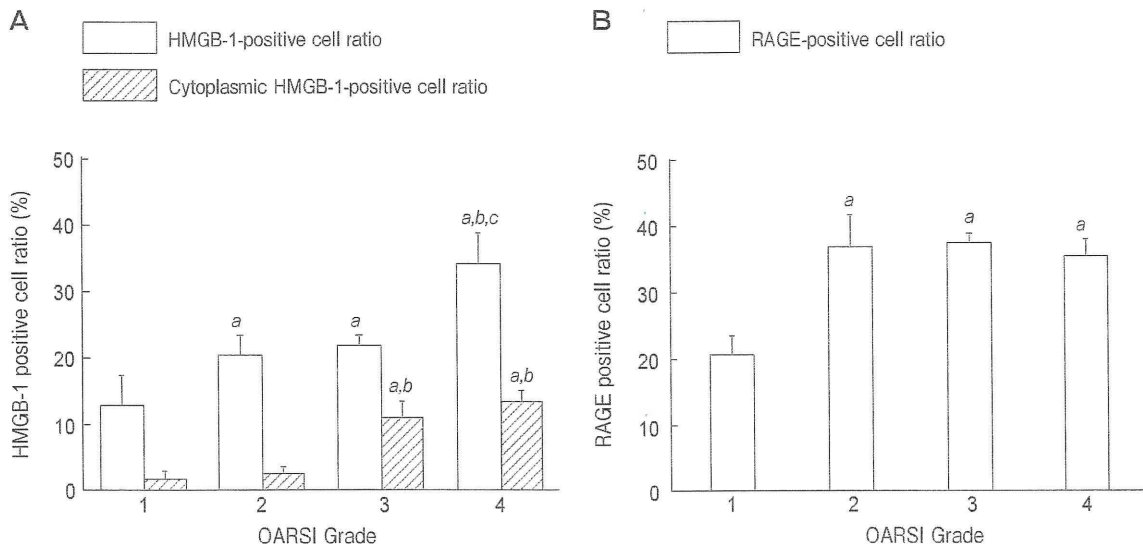 A
HMGB-1-positive cell ratio
Cytoplasmic HMGB-1-positive cell ratio
HMGB-1 positive cell ratio (%)
50
40
30
20
10
0
a
a
a,b
a,b,c
a,b
1 2 3 4
OARSI Grade
B
RAGE-positive cell ratio
RAGE positive cell ratio (%)
50
40
30
20
10
0
a
a
a
1 2 3 4
OARSI Grade